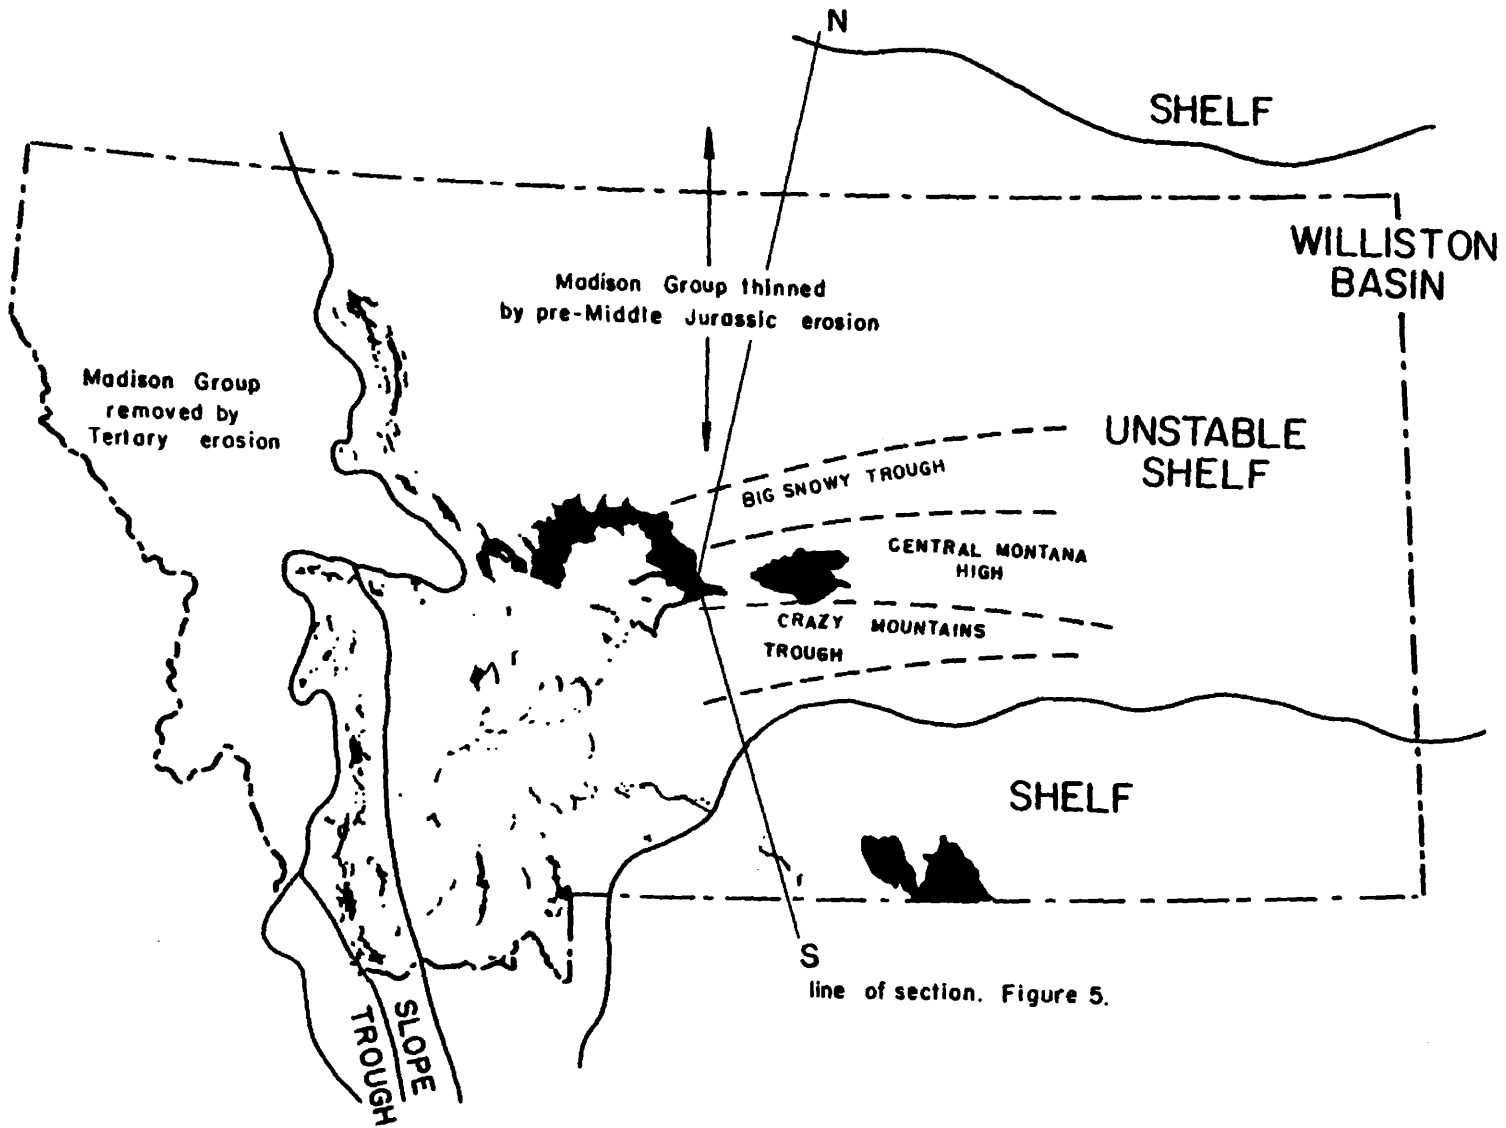 N
SHELF
WILLISTON
BASIN
Madison Group thinned
by pre-Middle Jurassic erosion
Madison Group
removed by
Tertary erosion
UNSTABLE
SHELF
BIG SNOWY TROUGH
CENTRAL MONTANA
HIGH
CRAZY MOUNTAINS
TROUGH
SHELF
S
line of section. Figure 5.
SLOPE
TROUGH